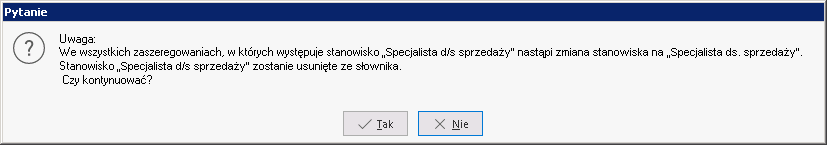 Pytanie
Uwaga:
We wszystkich zaszeregowaniach, w których występuje stanowisko „Specjalista d/s sprzedaży” nastąpi zmiana stanowiska na „Specjalista ds. sprzedaży”.
Stanowisko „Specjalista d/s sprzedaży” zostanie usunięte ze słownika.
Czy kontynuować?
Tak
Nie